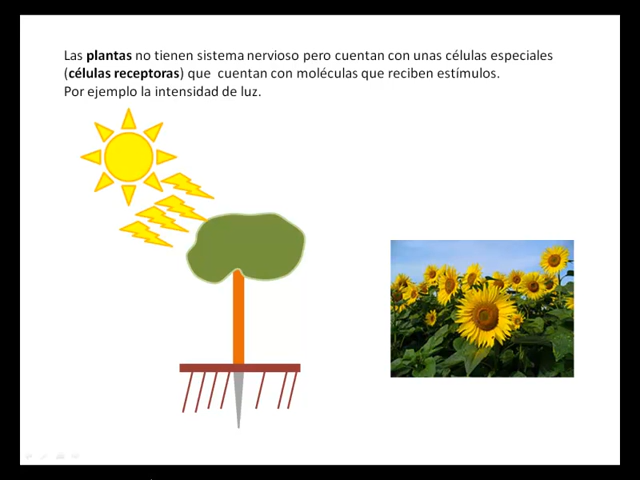 Las plantas no tienen sistema nervioso pero cuentan con unas células especiales
(células receptoras) que cuentan con moléculas que reciben estímulos.
Por ejemplo la intensidad de luz.